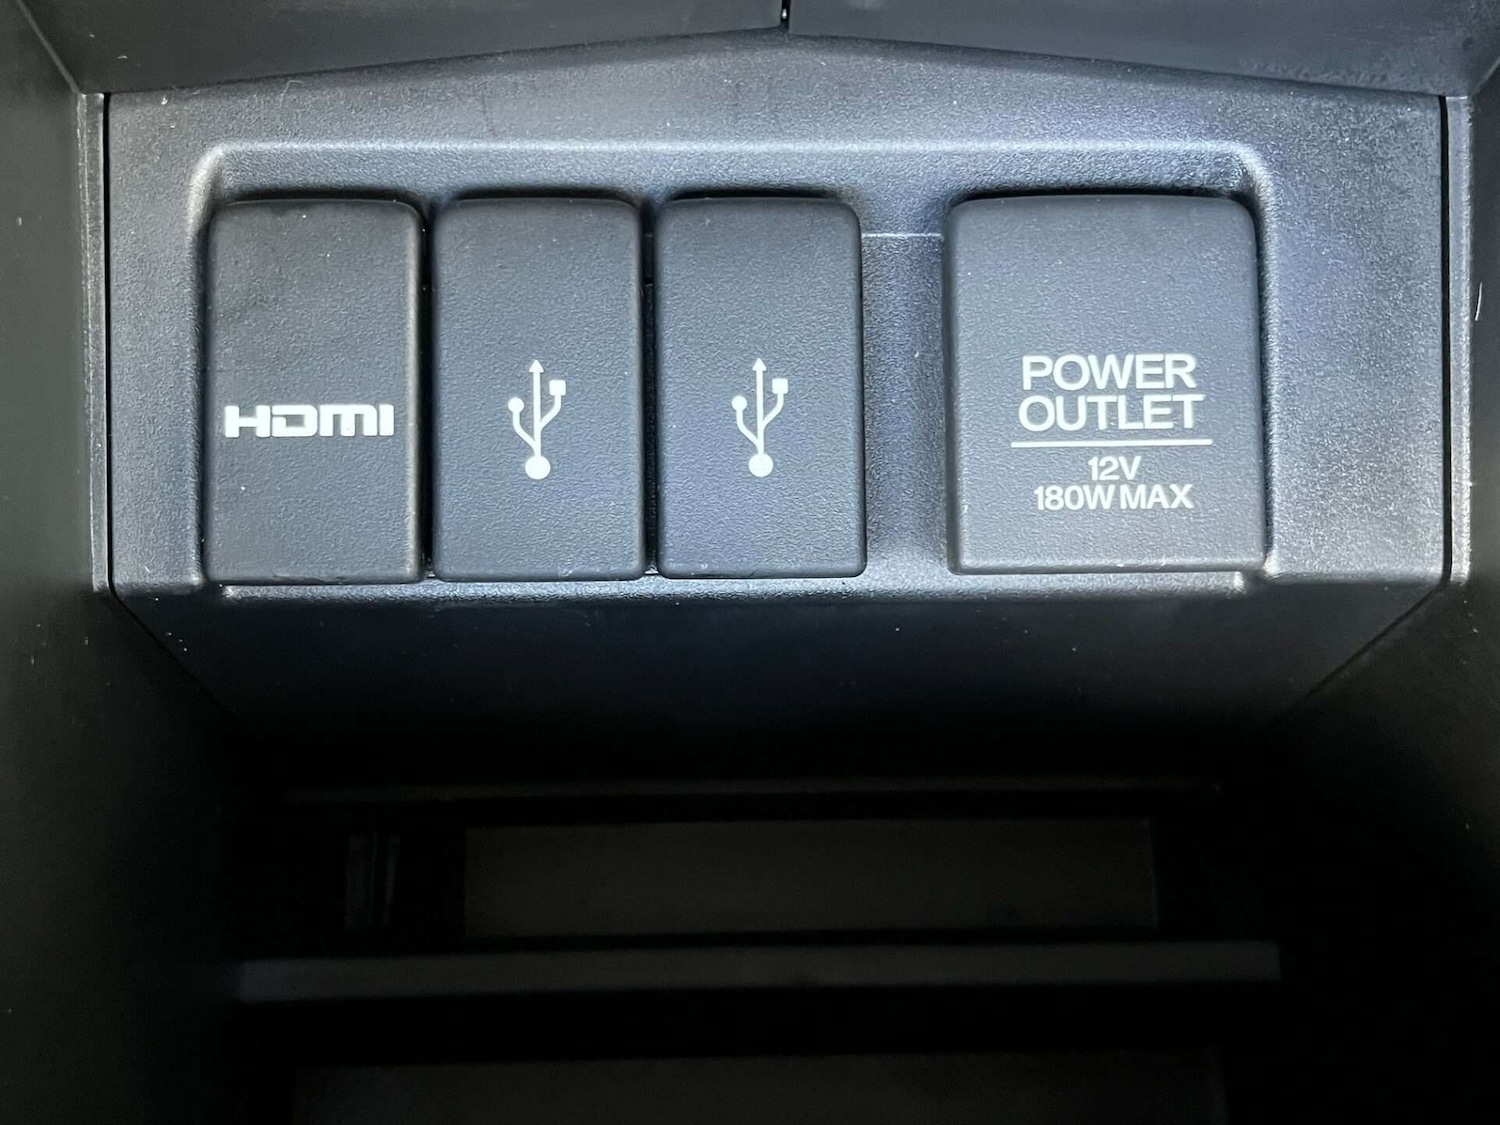 HDMI
POWER
OUTLET
12V
180W MAX